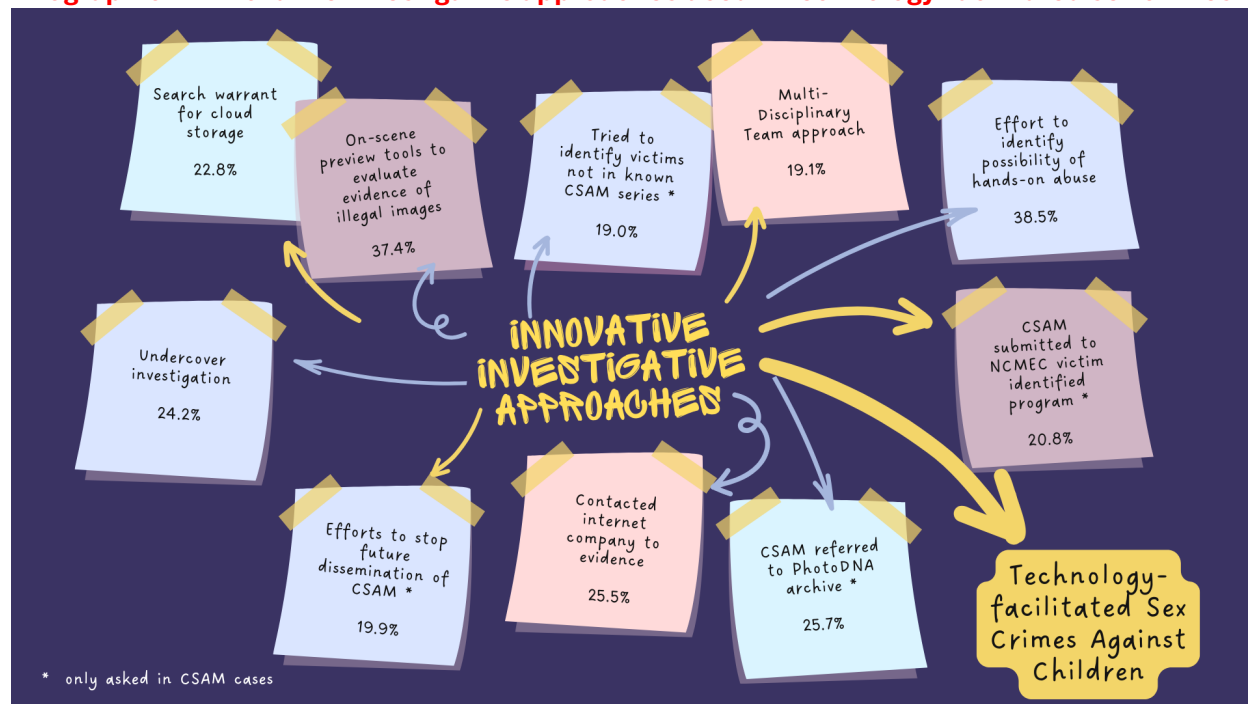 Search warrant
for cloud
storage
22.8%
On-scene
preview tools to
evaluate
evidence of
illegal images
37.4%
Tried to
identify victims
not in known
CSAM series *
19.0%
Multi-
Disciplinary
Team approach
19.1%
Effort to
identify
possibility of
hands-on abuse
38.5%
Undercover
investigation
24.2%
INNOVATIVE
INVESTIGATIVE
APPROACHES
CSAM
submitted to
NCMEC victim
identified
program *
20.8%
Efforts to stop
future
dissemination of
CSAM *
19.9%
Contacted
internet
company to
evidence
25.5%
CSAM referred
to PhotoDNA
archive *
25.7%
Technology-
facilitated Sex
Crimes Against
Children
* only asked in CSAM cases